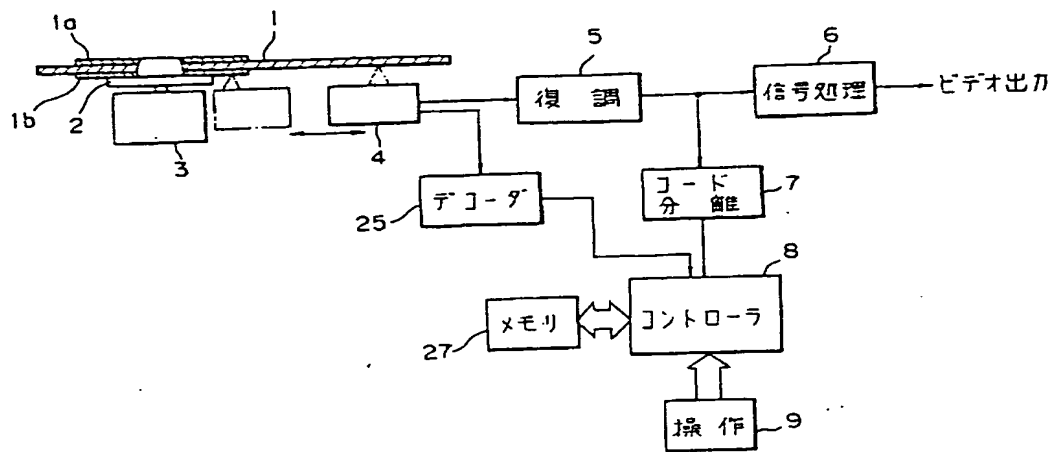 1a
1
5
6
復調
信号処理
ビデオ出力
1b
2
3
4
コード
分離
7
デコーダ
25
8
メモリ
コントローラ
27
操作
9